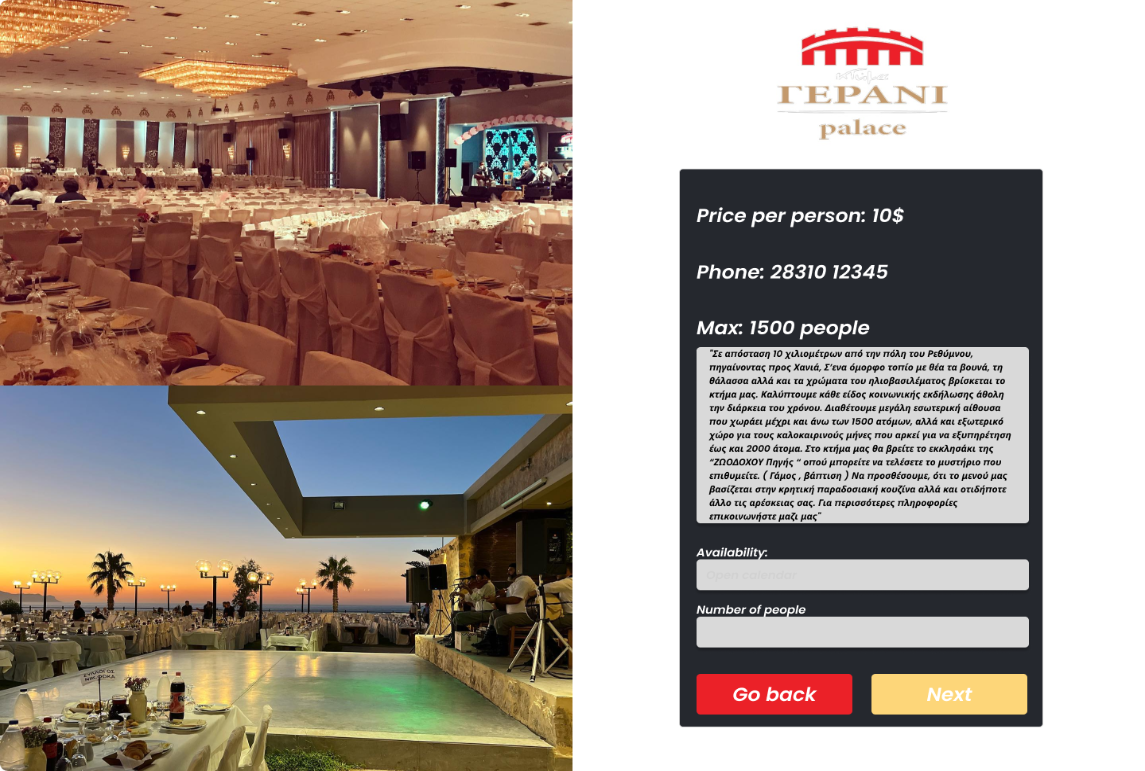 ΓΕΡΑΝΙ
palace
Price per person: 10$
Phone: 28310 12345
Max: 1500 people
"Σε απόσταση 10 χιλιομέτρων από την πόλη του Ρεθύμνου,
πηγαίνοντας προς Χανιά, Σ'ενα όμορφο τοπίο με θέα τα βουνά, τη
θάλασσα αλλά και τα χρώματα του ηλιοβασιλέματος βρίσκεται το
κτήμα μας. Καλύπτουμε κάθε είδος κοινωνικής εκδήλωσης άθολη
την διάρκεια του χρόνου. Διαθέτουμε μεγάλη εσωτερική αίθουσα
που χωράει μέχρι και άνω των 1500 ατόμων, αλλά και εξωτερικό
χώρο για τους καλοκαιρινούς μήνες που αρκεί για να εξυπηρέτηση
έως και 2000 άτομα. Στο κτήμα μας θα βρείτε το εκκλησάκι της
"ΖΩΟΔΟΧΟΥ Πηγής " οπού μπορείτε να τελέσετε το μυστήριο που
επιθυμείτε. ( Γάμος , βάπτιση ) Να προσθέσουμε, ότι το μενού μας
βασίζεται στην κρητική παραδοσιακή κουζίνα αλλά και οτιδήποτε
άλλο τις αρέσκειας σας. Για περισσότερες πληροφορίες
επικοινωνήστε μαζι μας"
Availability:
Open calendar
Number of people
Go back
Next